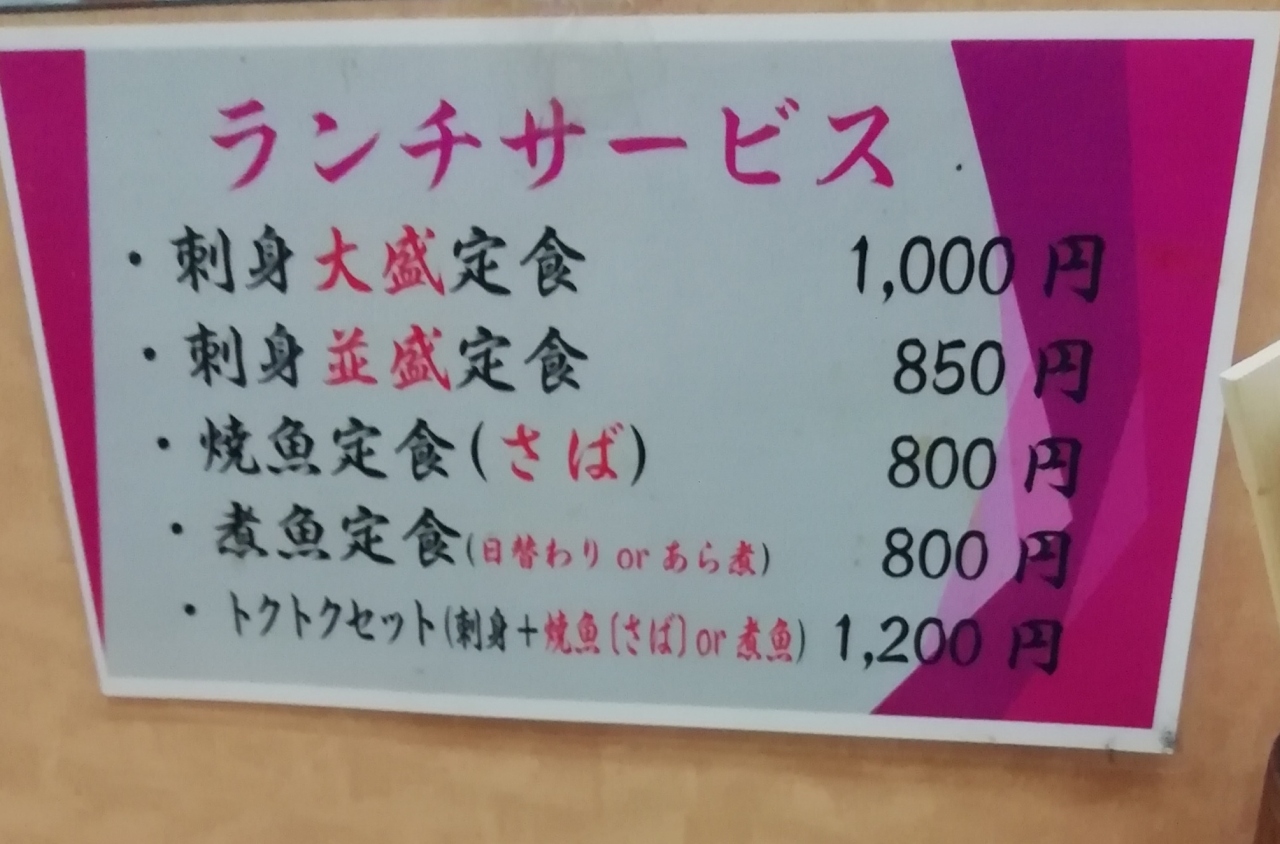 ランチサービス
・刺身大盛定食 1,000円
・刺身並盛定食 850円
・焼魚定食(さば) 800円
・煮魚定食(日替わり or あら煮) 800円
・トクトクセット(刺身＋焼魚〔さば〕or 煮魚) 1,200円